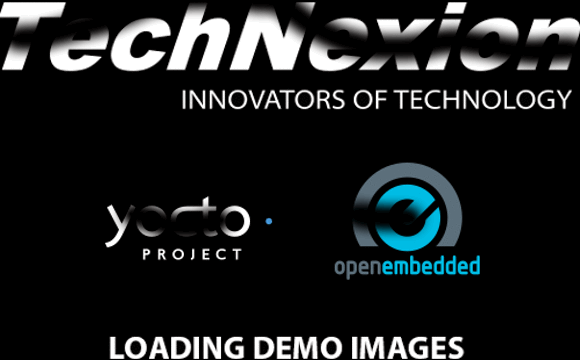 TechNexion
INNOVATORS OF TECHNOLOGY
yocto
PROJECT
openembedded
LOADING DEMO IMAGES